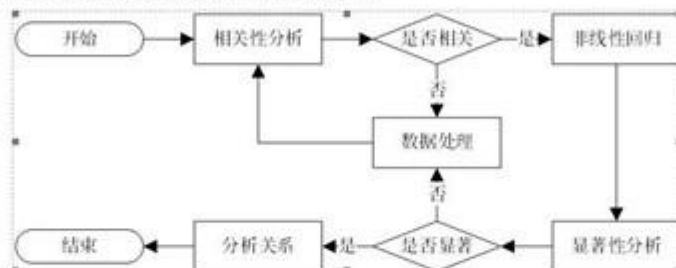 开始
相关性分析
是否相关
是
非线性回归
否
数据处理
否
结束
分析关系
是
是否显著
显著性分析